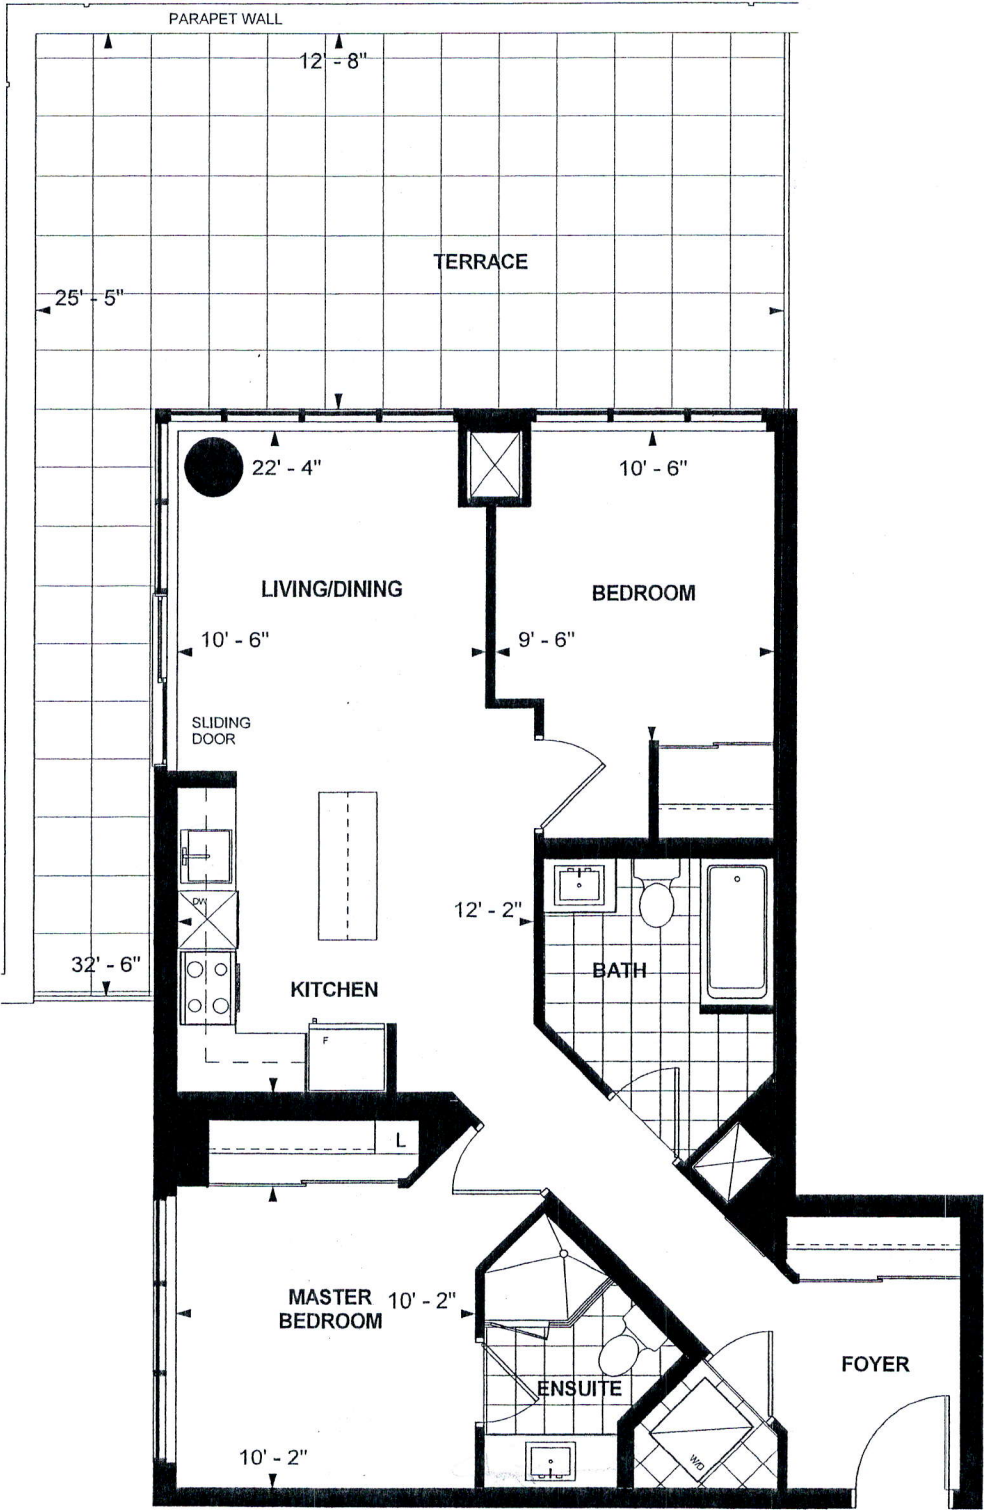 PARAPET WALL
12' - 8"
TERRACE
25' - 5"
22' - 4"
10' - 6"
LIVING/DINING
BEDROOM
10' - 6"
9' - 6"
SLIDING
DOOR
DW
12' - 2"
32' - 6"
BATH
KITCHEN
F
L
MASTER
BEDROOM
10' - 2"
FOYER
ENSUITE
10' - 2"
W/D